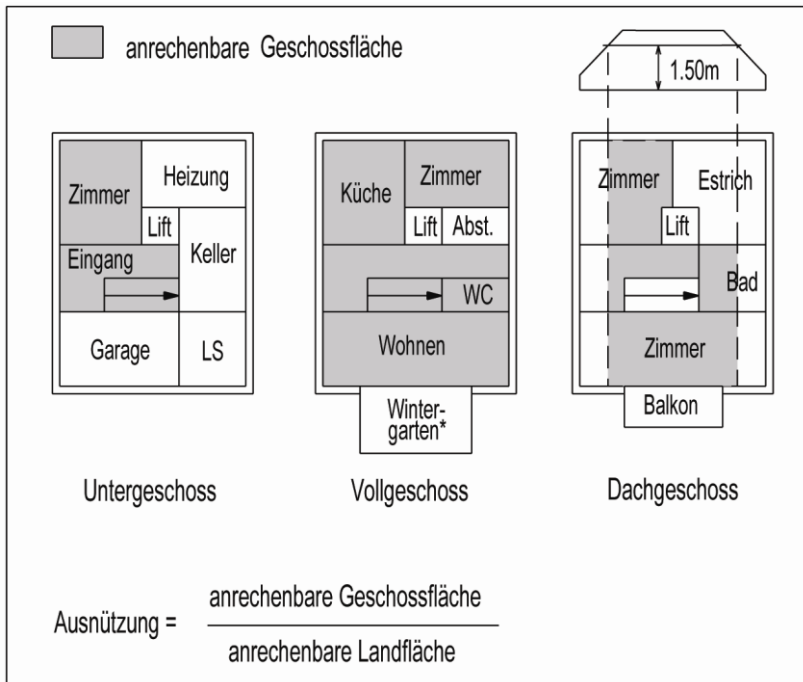 anrechenbare Geschossfläche
1.50m
Zimmer
Heizung
Lift
Keller
Eingang
Garage
LS
Küche
Zimmer
Lift
Abst.
WC
Wohnen
Winter-
garten*
Zimmer
Estrich
Lift
Bad
Zimmer
Balkon
Untergeschoss
Vollgeschoss
Dachgeschoss
Ausnützung =
anrechenbare Geschossfläche
anrechenbare Landfläche